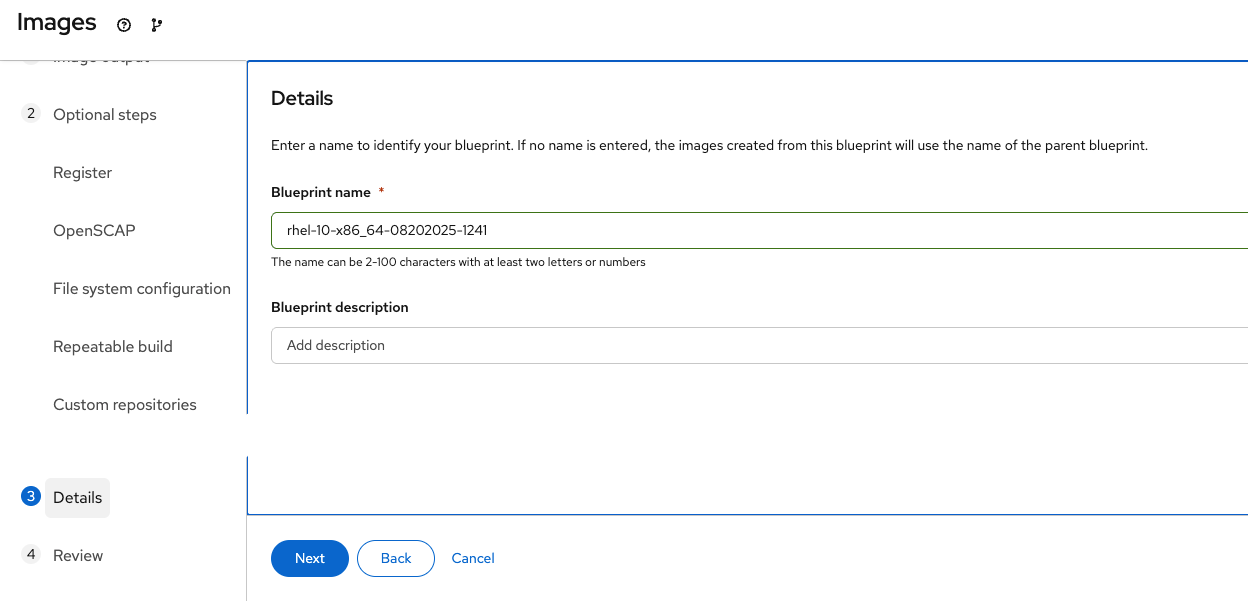 Images
Image output
2 Optional steps
Register
OpenSCAP
File system configuration
Repeatable build
Custom repositories
3 Details
4 Review
Details
Enter a name to identify your blueprint. If no name is entered, the images created from this blueprint will use the name of the parent blueprint.
Blueprint name *
rhel-10-x86_64-08202025-1241
The name can be 2-100 characters with at least two letters or numbers
Blueprint description
Add description
Next Back Cancel